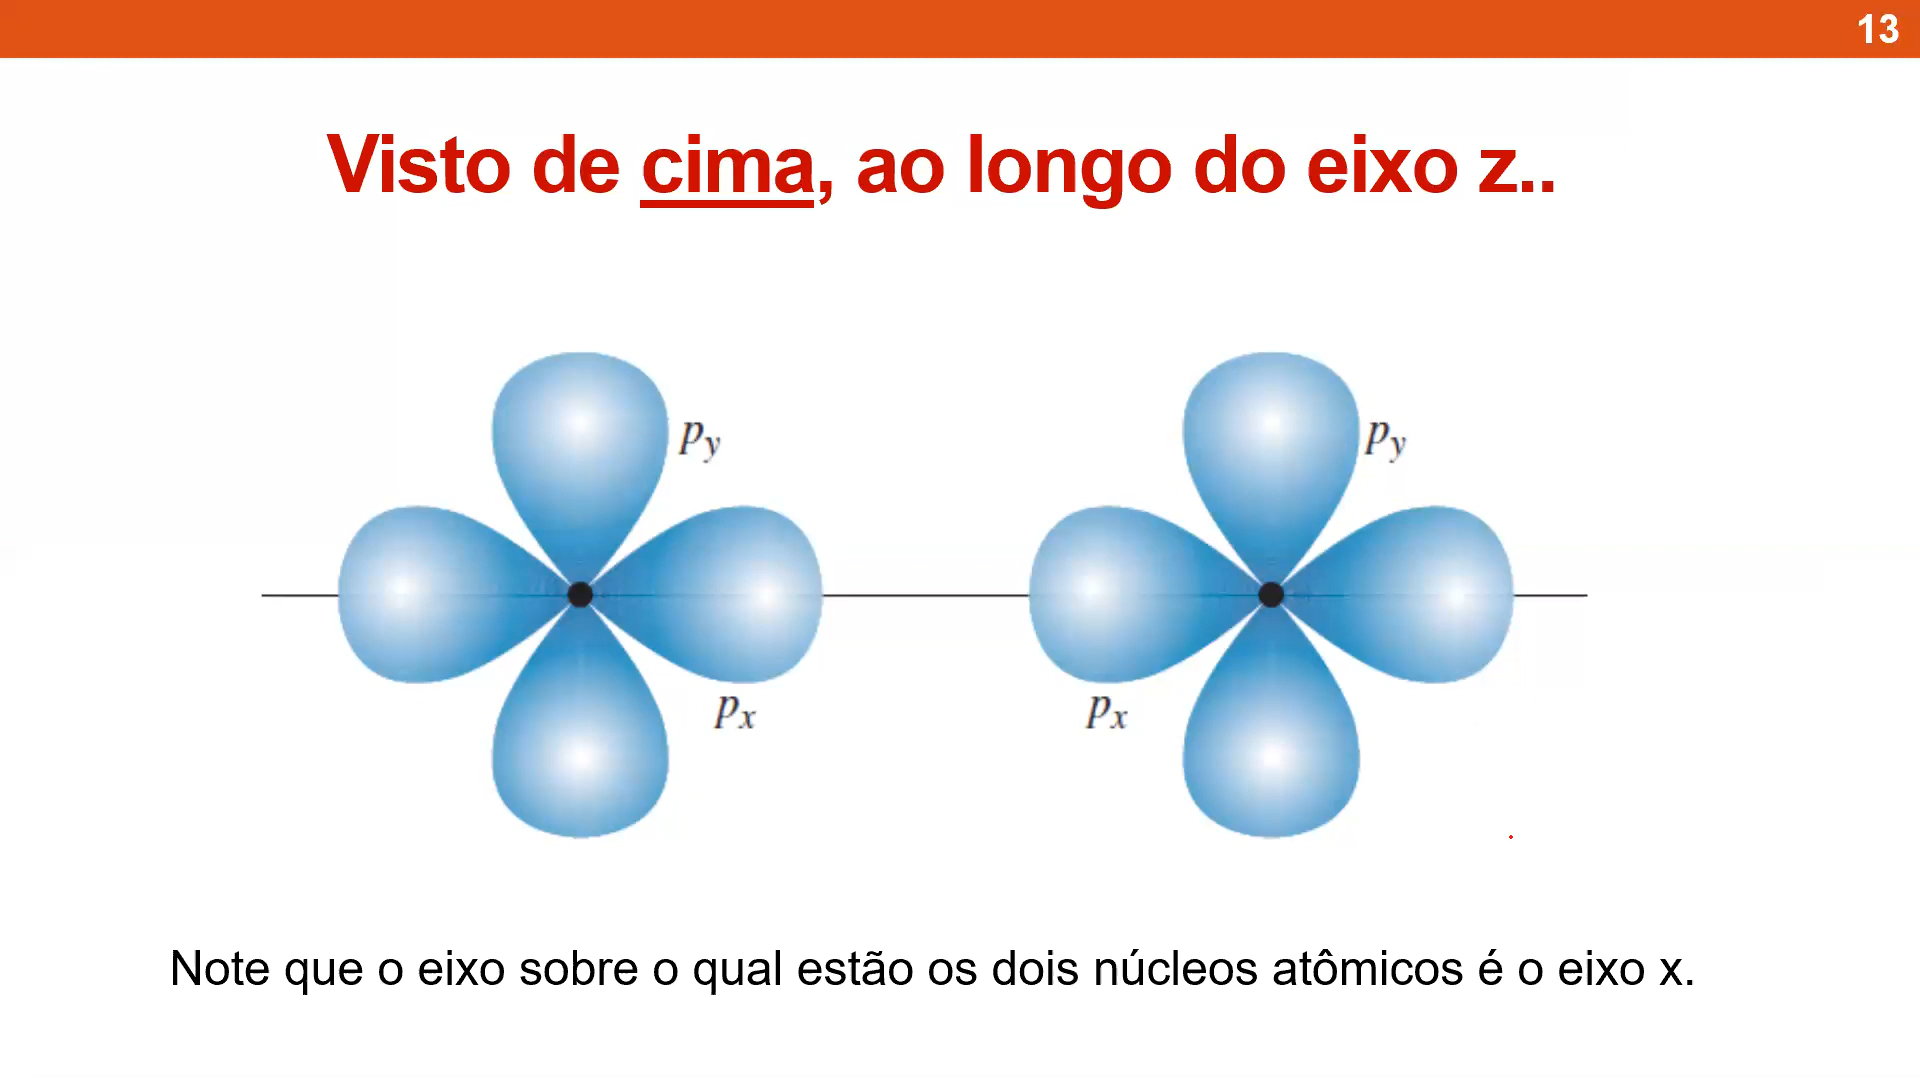 13
Visto de cima, ao longo do eixo z..
py
py
px
px
Note que o eixo sobre o qual estão os dois núcleos atômicos é o eixo x.